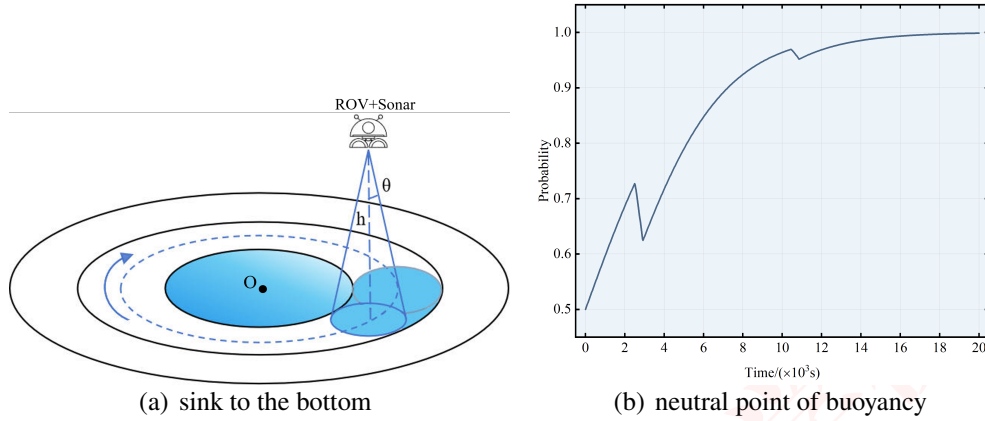 ROV+Sonar
θ
h
O
(a) sink to the bottom
Probability
1.0
0.9
0.8
0.7
0.6
0.5
0 2 4 6 8 10 12 14 16 18 20
Time/(×10³s)
(b) neutral point of buoyancy